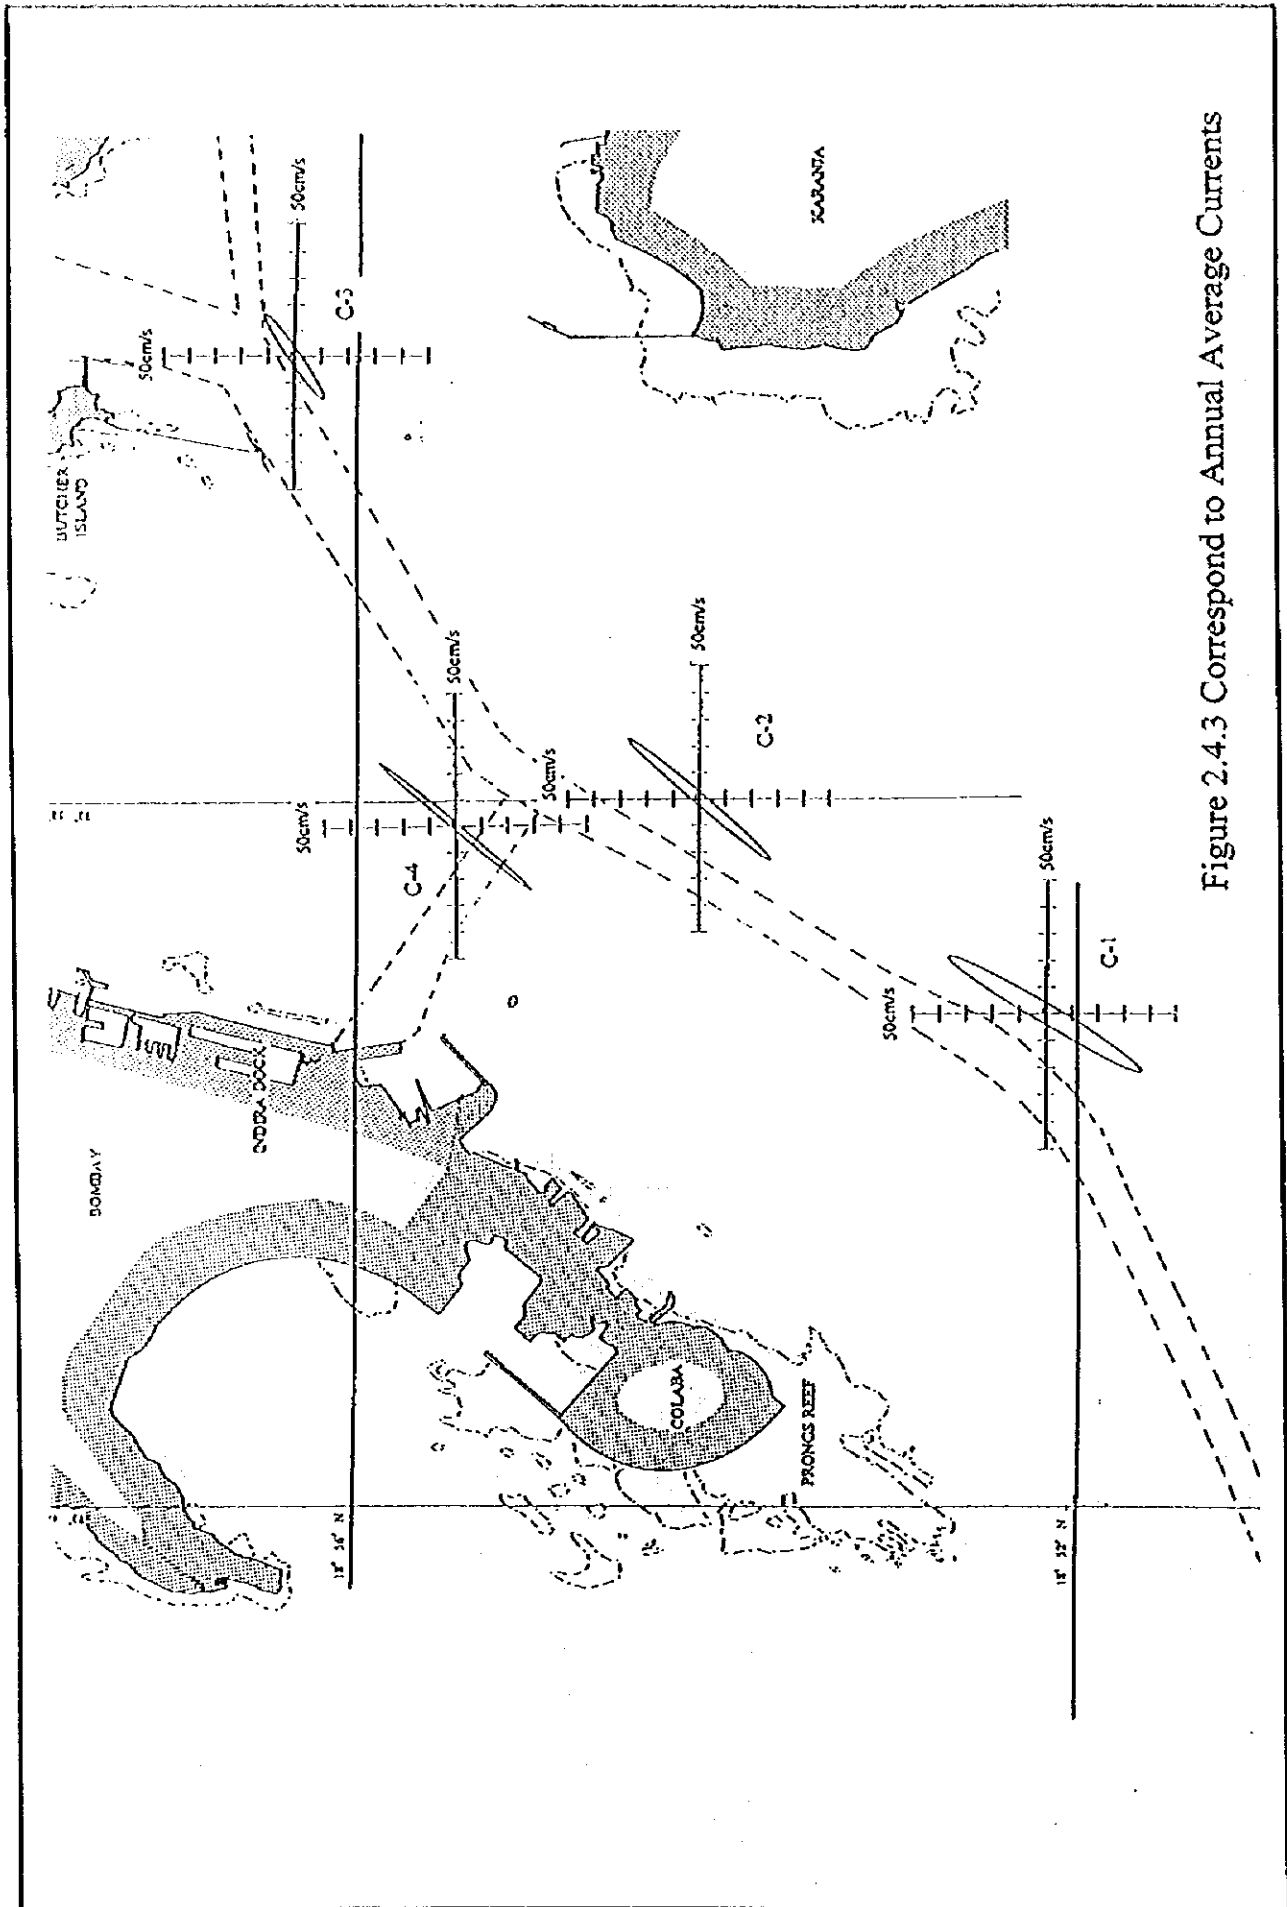 BUTCHER
ISLAND
50cm/s
50cm/s
C-3
BOMBAY
INDIRA DOCK
50cm/s
50cm/s
C-4
50cm/s
50cm/s
C-2
KARANJA
18° 56' N
COLABA
PRONGS REEF
50cm/s
50cm/s
C-1
18° 52' N
Figure 2.4.3 Correspond to Annual Average Currents